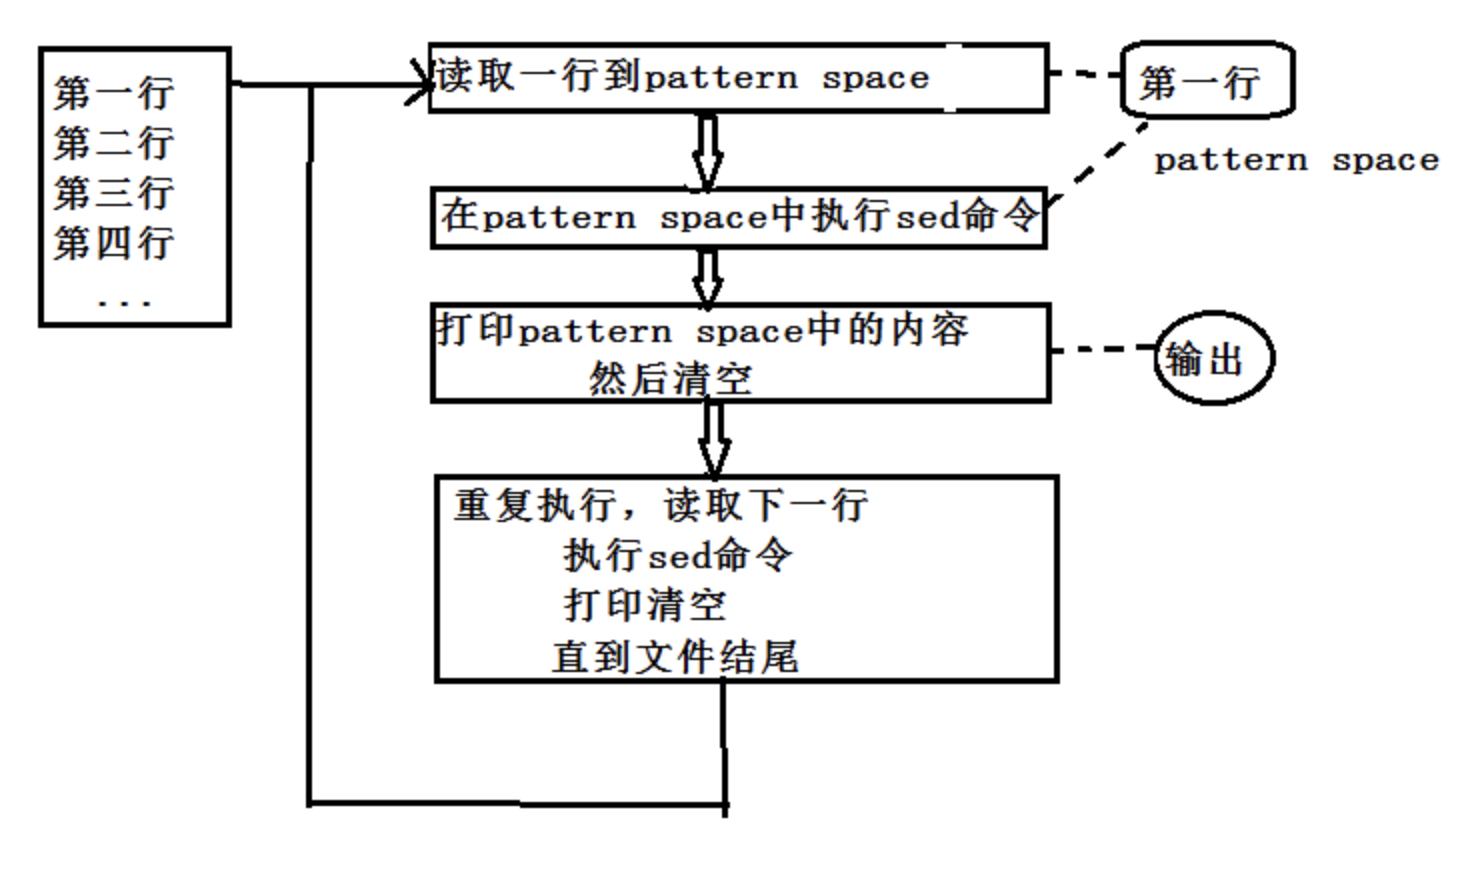 第一行
第二行
第三行
第四行
...
读取一行到pattern space
第一行
pattern space
在pattern space中执行sed命令
打印pattern space中的内容
然后清空
输出
重复执行，读取下一行
执行sed命令
打印清空
直到文件结尾